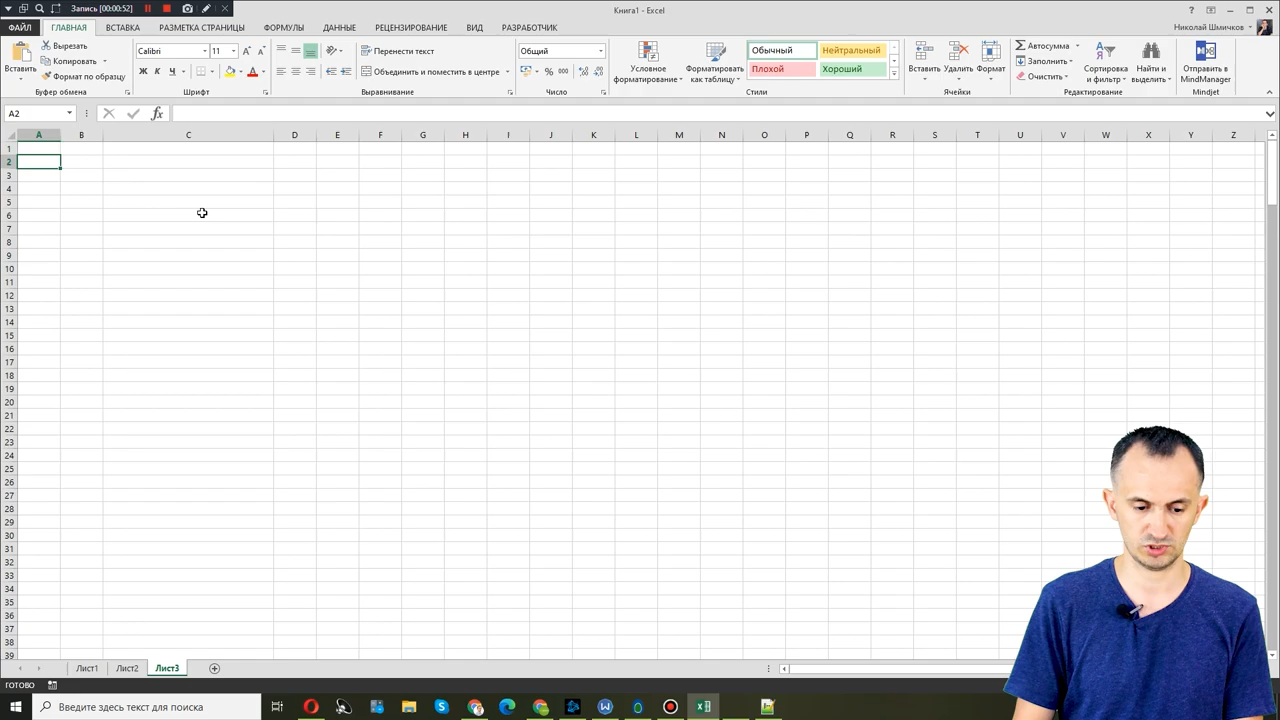 Запись [00:00:52]
Книга1 - Excel
ФАЙЛ ГЛАВНАЯ ВСТАВКА РАЗМЕТКА СТРАНИЦЫ ФОРМУЛЫ ДАННЫЕ РЕЦЕНЗИРОВАНИЕ ВИД РАЗРАБОТЧИК
Николай Шмичков
Вставить
Вырезать
Копировать
Формат по образцу
Буфер обмена
Calibri 11
Ж К Ч
Шрифт
Перенести текст
Объединить и поместить в центре
Выравнивание
Общий
% 000
Число
Условное форматирование
Форматировать как таблицу
Обычный Нейтральный
Плохой Хороший
Стили
Вставить Удалить Формат
Ячейки
Автосумма
Заполнить
Очистить
Сортировка и фильтр
Найти и выделить
Редактирование
Отправить в MindManager
Mindjet
A2
fx
A B C D E F G H I J K L M N O P Q R S T U V W X Y Z
1
2
3
4
5
6
7
8
9
10
11
12
13
14
15
16
17
18
19
20
21
22
23
24
25
26
27
28
29
30
31
32
33
34
35
36
37
38
39
Лист1 Лист2 Лист3
ГОТОВО
Введите здесь текст для поиска